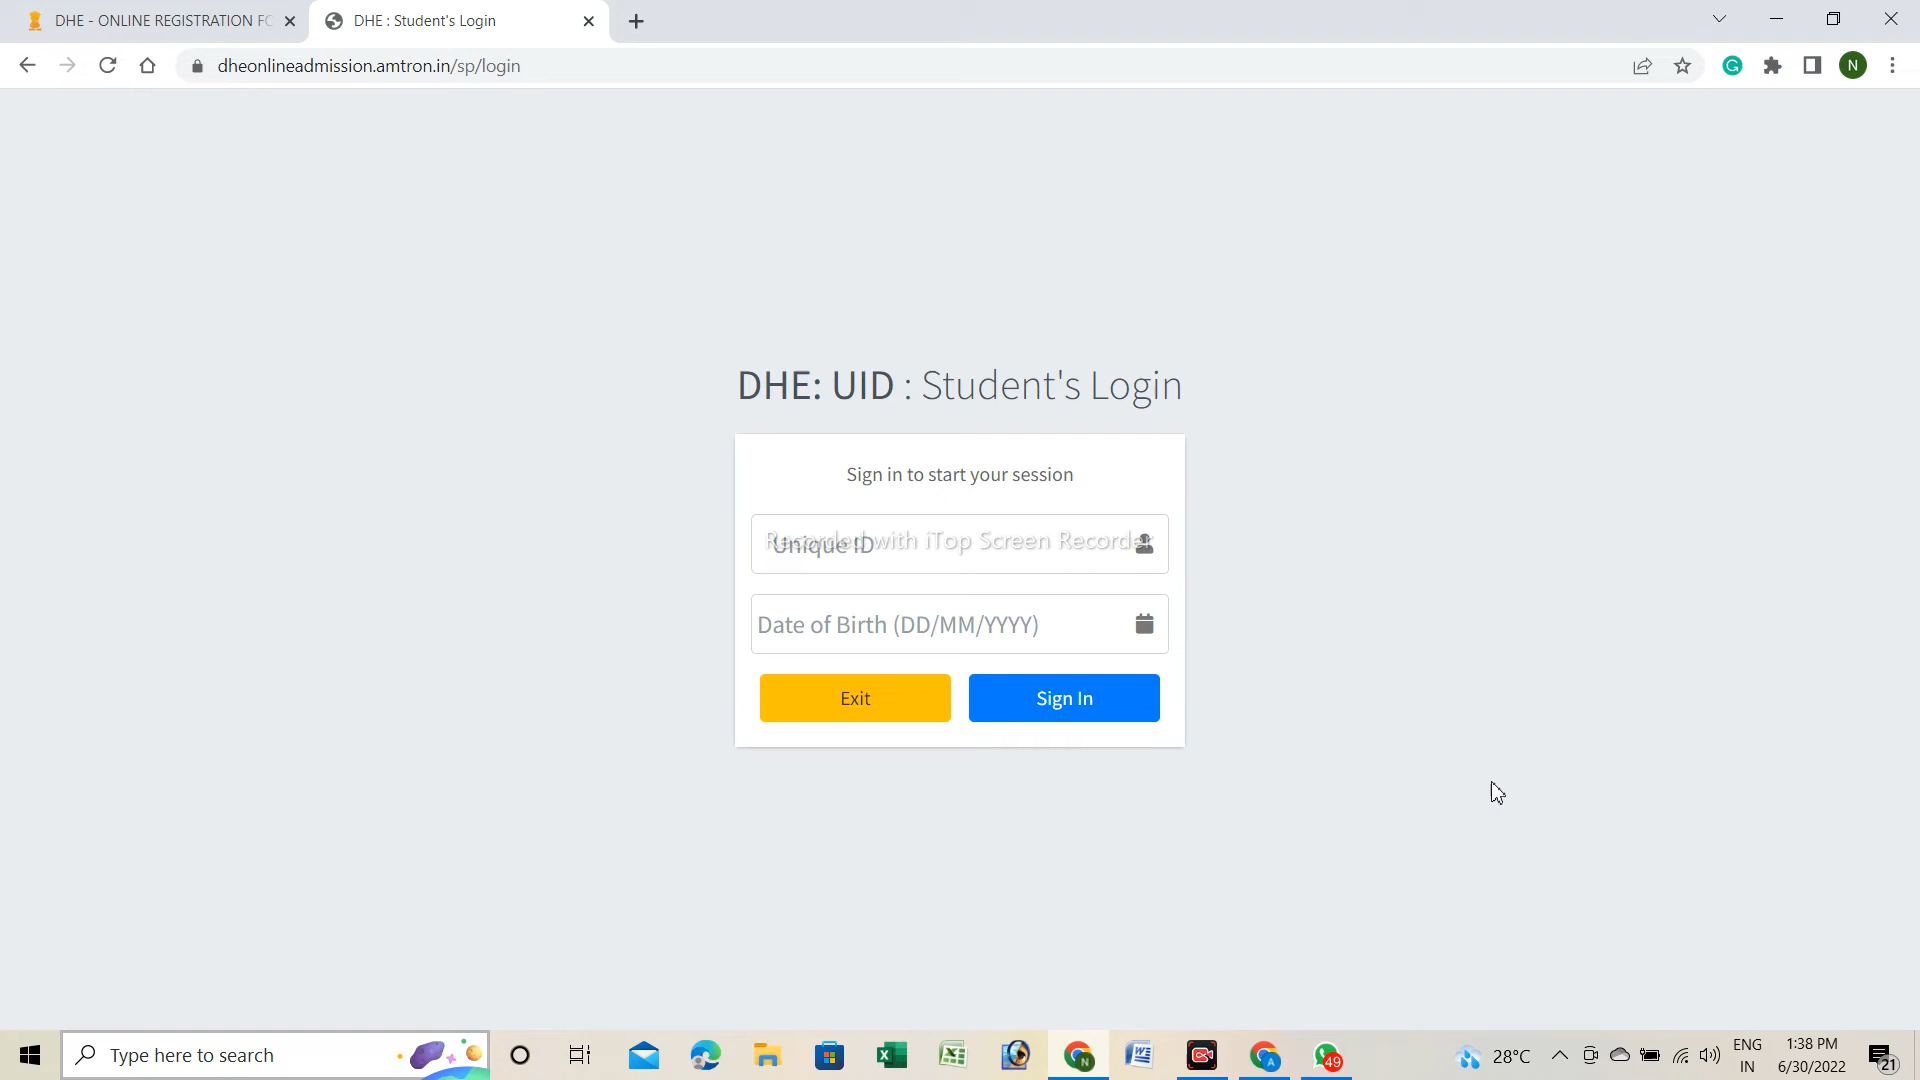 DHE - ONLINE REGISTRATION FO
DHE : Student's Login
dheonlineadmission.amtron.in/sp/login
N
DHE: UID : Student's Login
Sign in to start your session
Unique ID
Recorded with iTop Screen Recorder
Date of Birth (DD/MM/YYYY)
Exit
Sign In
Type here to search
N
A
49
28°C
ENG
IN
1:38 PM
6/30/2022
21